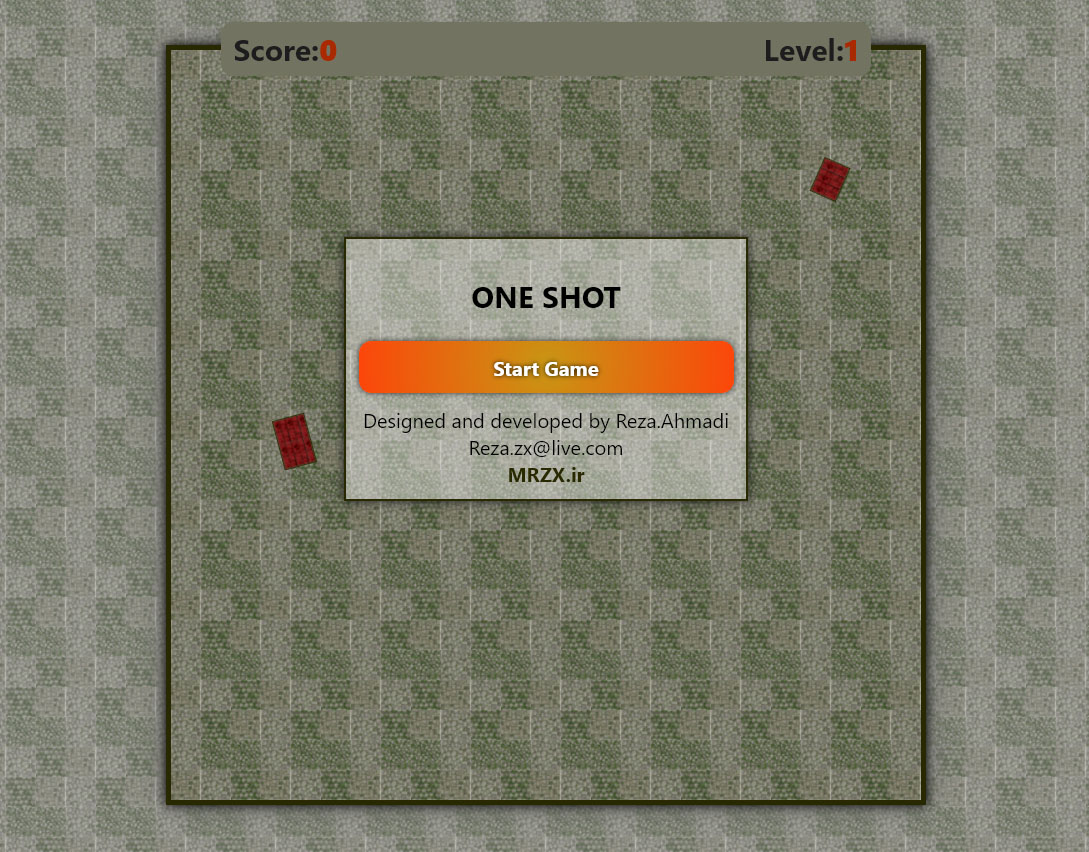 Score:0
Level:1
ONE SHOT
Start Game
Designed and developed by Reza.Ahmadi
Reza.zx@live.com
MRZX.ir